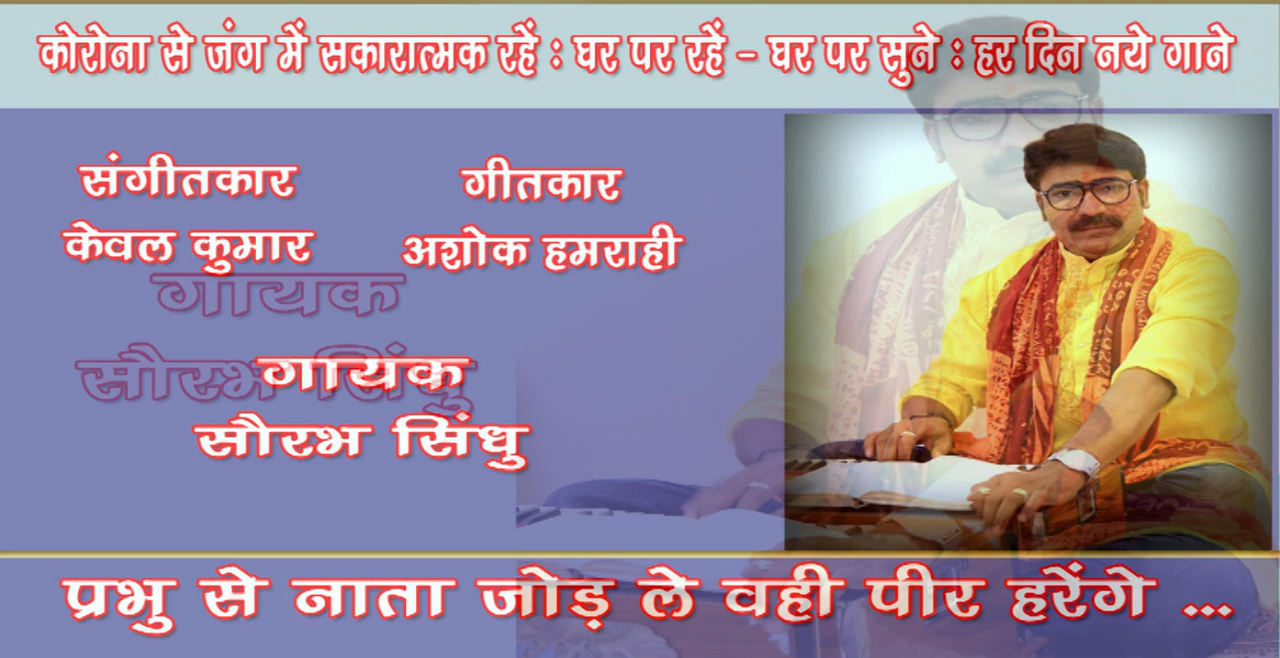 कोरोना से जंग में सकारात्मक रहें : घर पर रहें - घर पर सुने : हर दिन नये गाने
संगीतकार
केवल कुमार
गीतकार
अशोक हमराही
गायक
सौरभ सिंधु
गायक
सौरभ सिंधु
प्रभु से नाता जोड़ ले वही पीर हरेंगे ...